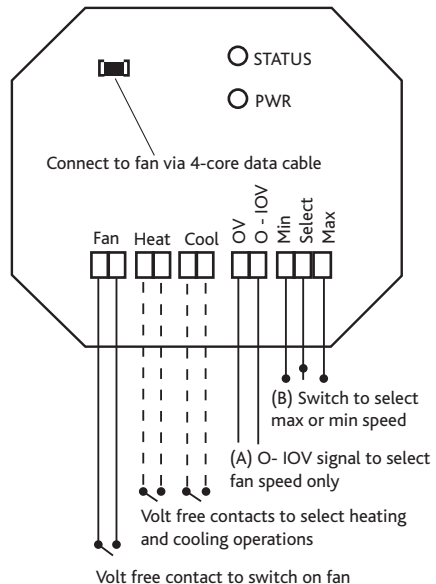 STATUS
PWR
Connect to fan via 4-core data cable
Fan Heat Cool OV O - IOV Min Select Max
(B) Switch to select
max or min speed
(A) O- IOV signal to select
fan speed only
Volt free contacts to select heating
and cooling operations
Volt free contact to switch on fan